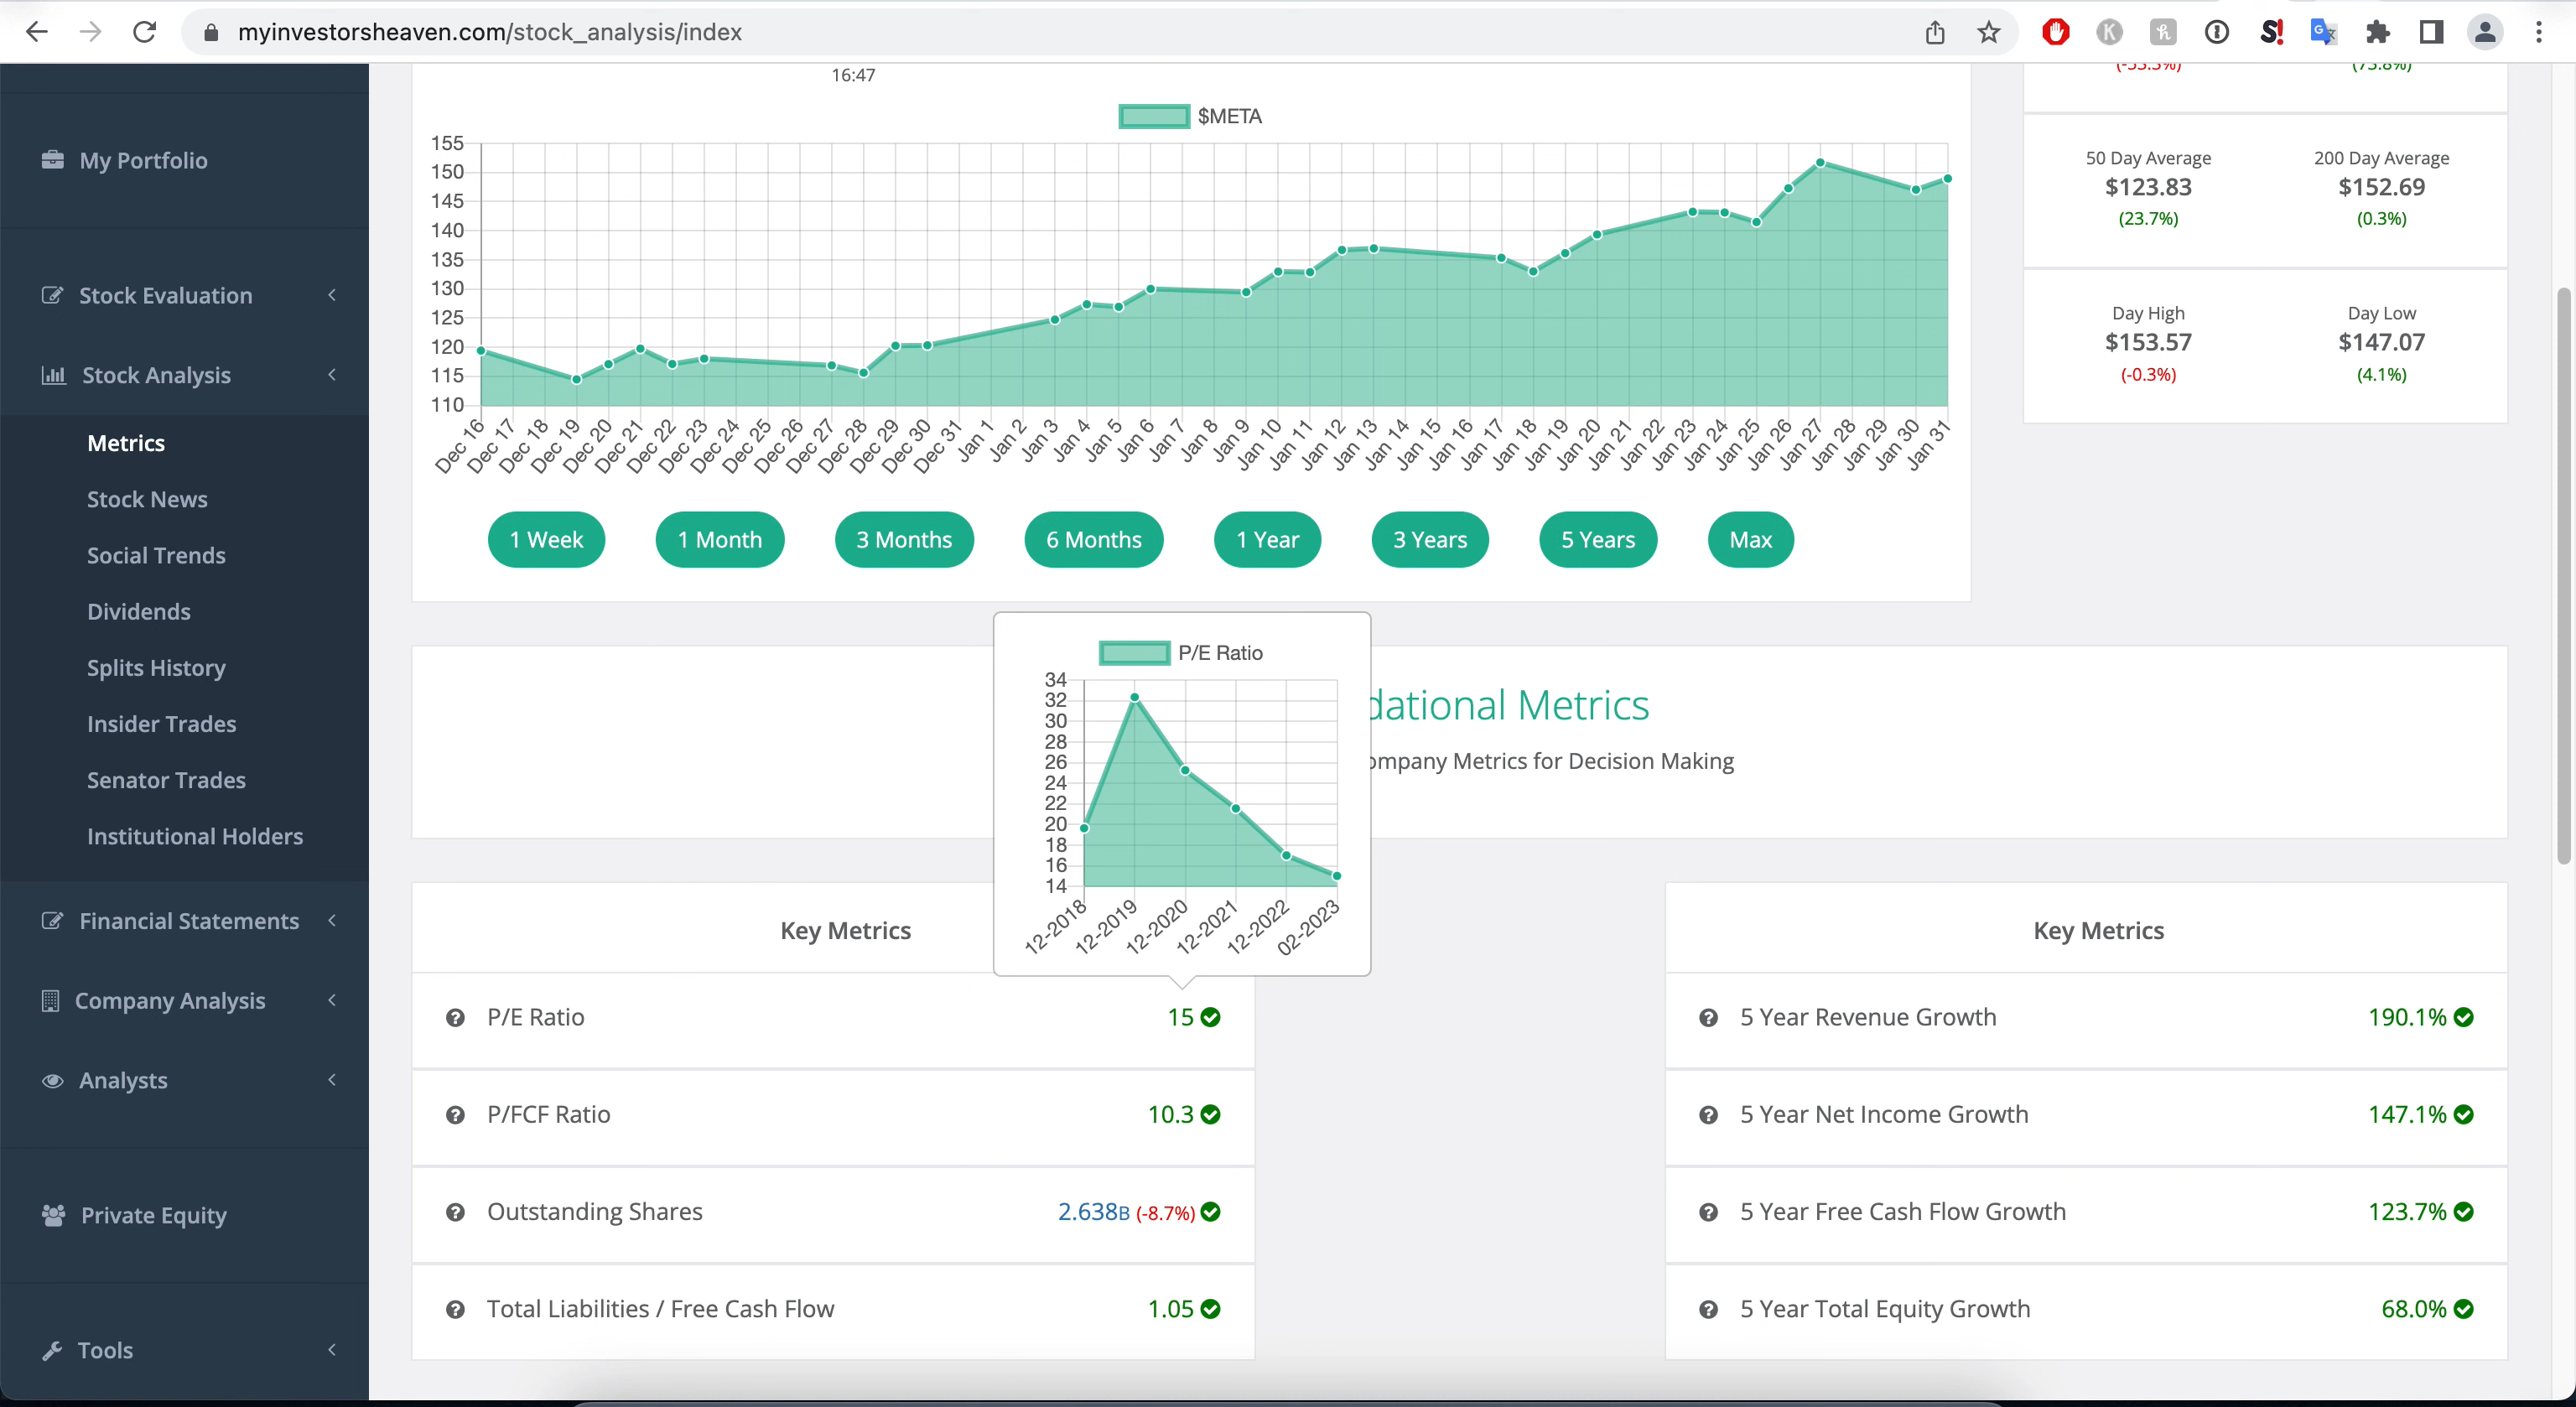 myinvestorsheaven.com/stock_analysis/index
My Portfolio
Stock Evaluation
Stock Analysis
Metrics
Stock News
Social Trends
Dividends
Splits History
Insider Trades
Senator Trades
Institutional Holders
Financial Statements
Company Analysis
Analysts
Private Equity
Tools
16:47
$META
155
150
145
140
135
130
125
120
115
110
Dec 16 Dec 17 Dec 18 Dec 19 Dec 20 Dec 21 Dec 22 Dec 23 Dec 24 Dec 25 Dec 26 Dec 27 Dec 28 Dec 29 Dec 30 Dec 31 Jan 1 Jan 2 Jan 3 Jan 4 Jan 5 Jan 6 Jan 7 Jan 8 Jan 9 Jan 10 Jan 11 Jan 12 Jan 13 Jan 14 Jan 15 Jan 16 Jan 17 Jan 18 Jan 19 Jan 20 Jan 21 Jan 22 Jan 23 Jan 24 Jan 25 Jan 26 Jan 27 Jan 28 Jan 29 Jan 30 Jan 31
1 Week 1 Month 3 Months 6 Months 1 Year 3 Years 5 Years Max
(73.8%)
50 Day Average 200 Day Average
$123.83 $152.69
(23.7%) (0.3%)
Day High Day Low
$153.57 $147.07
(-0.3%) (4.1%)
P/E Ratio
34
32
30
28
26
24
22
20
18
16
14
12-2018 12-2019 12-2020 12-2021 12-2022 02-2023
dational Metrics
ompany Metrics for Decision Making
Key Metrics
P/E Ratio 15
P/FCF Ratio 10.3
Outstanding Shares 2.638B (-8.7%)
Total Liabilities / Free Cash Flow 1.05
Key Metrics
5 Year Revenue Growth 190.1%
5 Year Net Income Growth 147.1%
5 Year Free Cash Flow Growth 123.7%
5 Year Total Equity Growth 68.0%